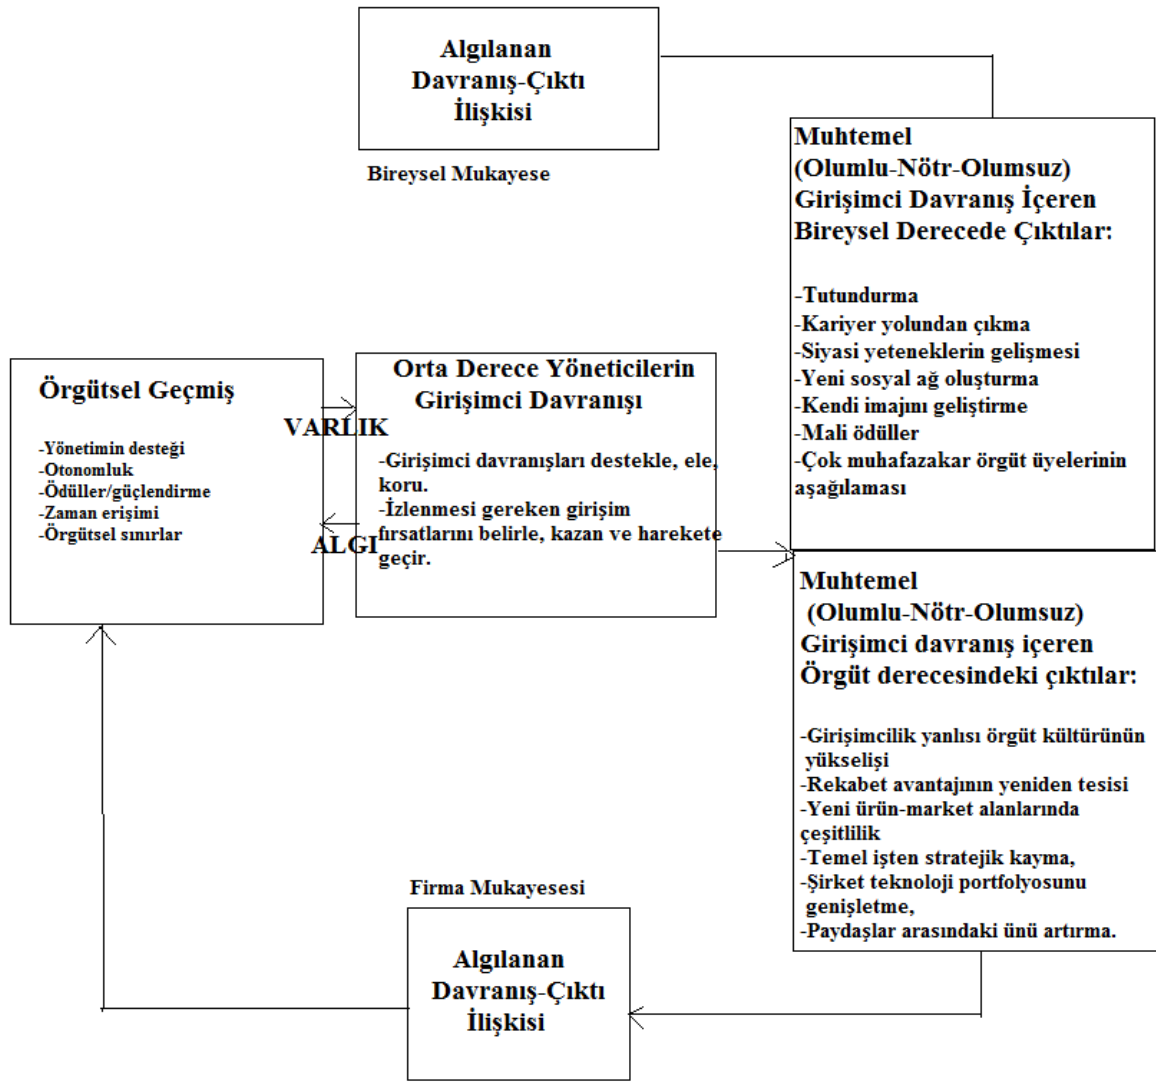 Algılanan
Davranış-Çıktı
İlişkisi
Bireysel Mukayese
Muhtemel
(Olumlu-Nötr-Olumsuz)
Girişimci Davranış İçeren
Bireysel Derecede Çıktılar:
-Tutundurma
-Kariyer yolundan çıkma
-Siyasi yeteneklerin gelişmesi
-Yeni sosyal ağ oluşturma
-Kendi imajını geliştirme
-Mali ödüller
-Çok muhafazakar örgüt üyelerinin
aşağılaması
Örgütsel Geçmiş
-Yönetimin desteği
-Otonomluk
-Ödüller/güçlendirme
-Zaman erişimi
-Örgütsel sınırlar
VARLIK
ALGI
Orta Derece Yöneticilerin
Girişimci Davranışı
-Girişimci davranışları destekle, ele,
koru.
-İzlenmesi gereken girişim
fırsatlarını belirle, kazan ve harekete
geçir.
Muhtemel
(Olumlu-Nötr-Olumsuz)
Girişimci davranış içeren
Örgüt derecesindeki çıktılar:
-Girişimcilik yanlısı örgüt kültürünün
yükselişi
-Rekabet avantajının yeniden tesisi
-Yeni ürün-market alanlarında
çeşitlilik
-Temel işten stratejik kayma,
-Şirket teknoloji portfolyosunu
genişletme,
-Paydaşlar arasındaki ünü artırma.
Firma Mukayesesi
Algılanan
Davranış-Çıktı
İlişkisi